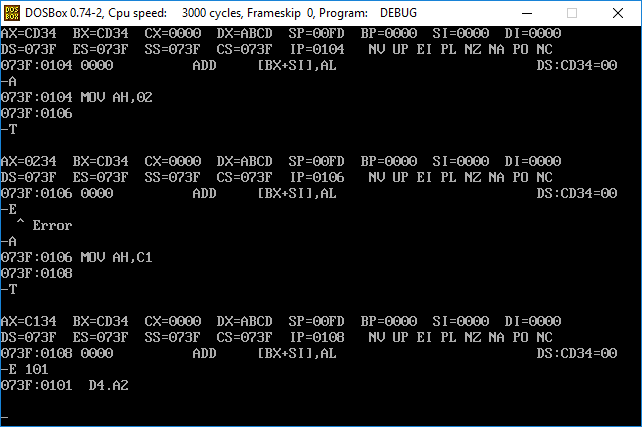 DOSBox 0.74-2, Cpu speed:    3000 cycles, Frameskip  0, Program:    DEBUG
AX=CD34  BX=CD34  CX=0000  DX=ABCD  SP=00FD  BP=0000  SI=0000  DI=0000
DS=073F  ES=073F  SS=073F  CS=073F  IP=0104   NV UP EI PL NZ NA PO NC
073F:0104 0000          ADD     [BX+SI],AL                         DS:CD34=00
-A
073F:0104 MOV AH,02
073F:0106
-T
AX=0234  BX=CD34  CX=0000  DX=ABCD  SP=00FD  BP=0000  SI=0000  DI=0000
DS=073F  ES=073F  SS=073F  CS=073F  IP=0106   NV UP EI PL NZ NA PO NC
073F:0106 0000          ADD     [BX+SI],AL                         DS:CD34=00
-E
  ^ Error
-A
073F:0106 MOV AH,C1
073F:0108
-T
AX=C134  BX=CD34  CX=0000  DX=ABCD  SP=00FD  BP=0000  SI=0000  DI=0000
DS=073F  ES=073F  SS=073F  CS=073F  IP=0108   NV UP EI PL NZ NA PO NC
073F:0108 0000          ADD     [BX+SI],AL                         DS:CD34=00
-E 101
073F:0101  D4.A2
-